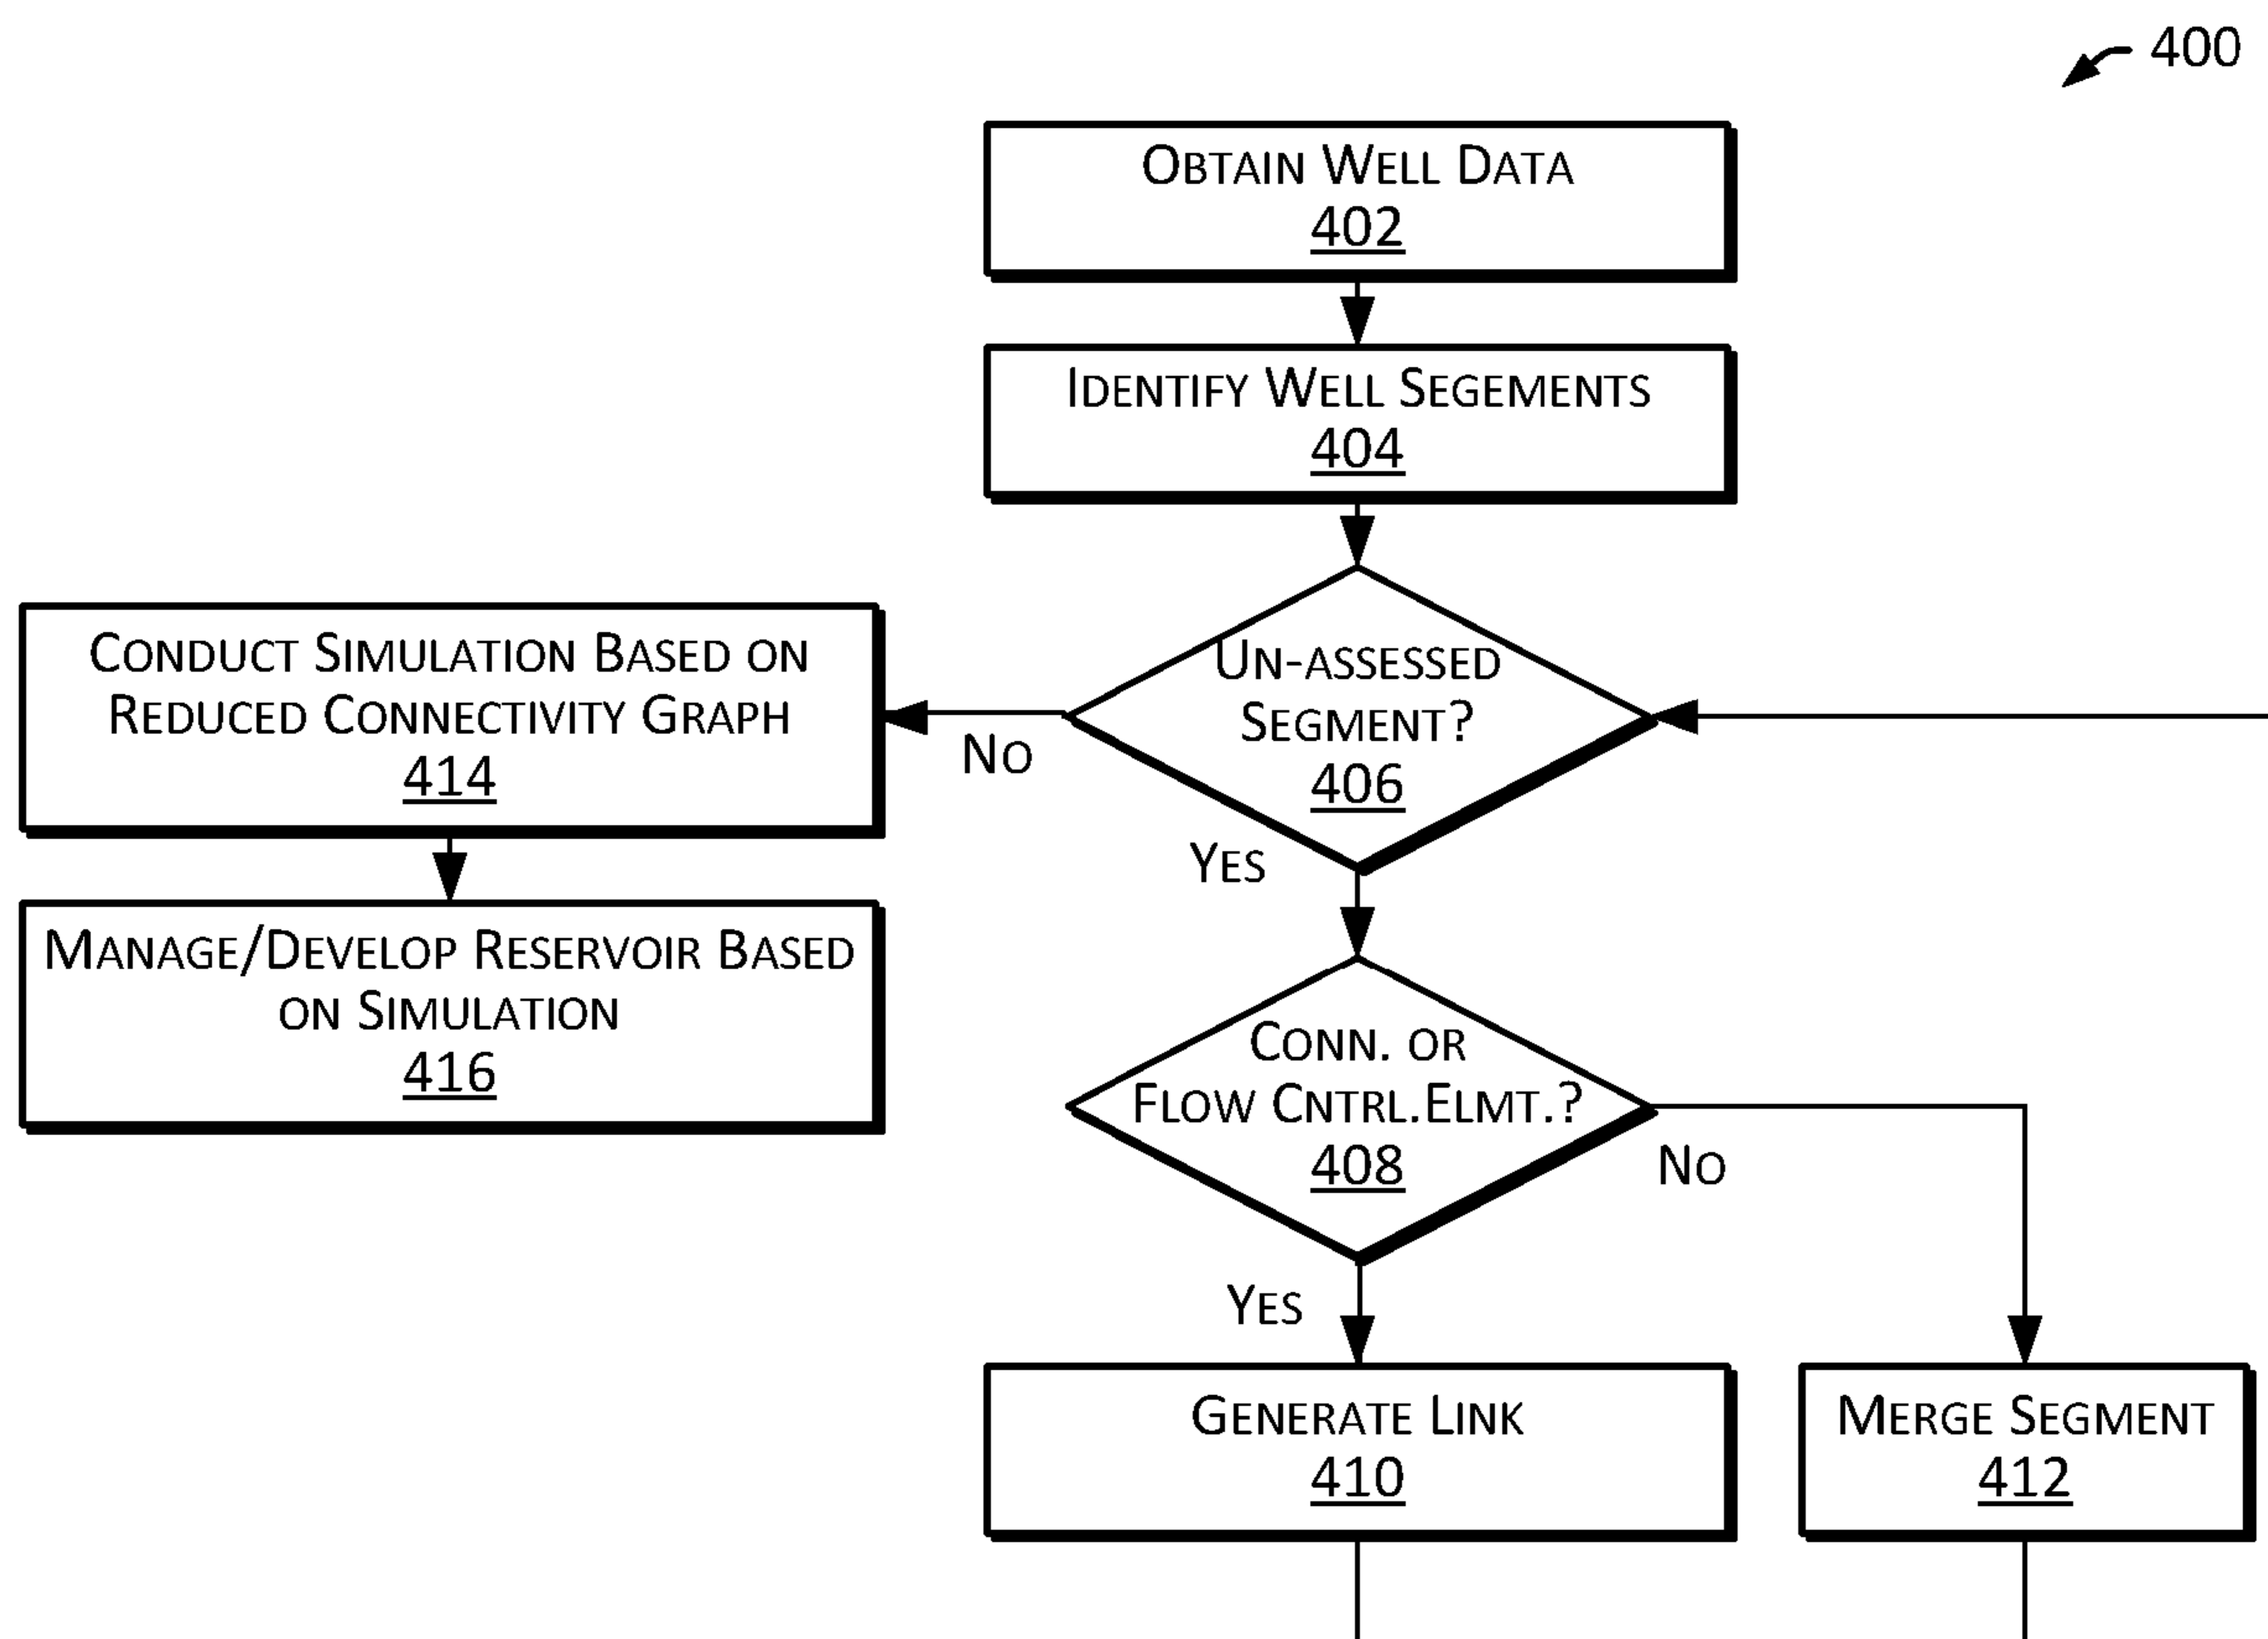 400
OBTAIN WELL DATA
402
IDENTIFY WELL SEGEMENTS
404
UN-ASSESSED
SEGMENT?
406
NO
YES
CONDUCT SIMULATION BASED ON
REDUCED CONNECTIVITY GRAPH
414
MANAGE/DEVELOP RESERVOIR BASED
ON SIMULATION
416
CONN. OR
FLOW CNTRL.ELMT.?
408
NO
YES
GENERATE LINK
410
MERGE SEGMENT
412